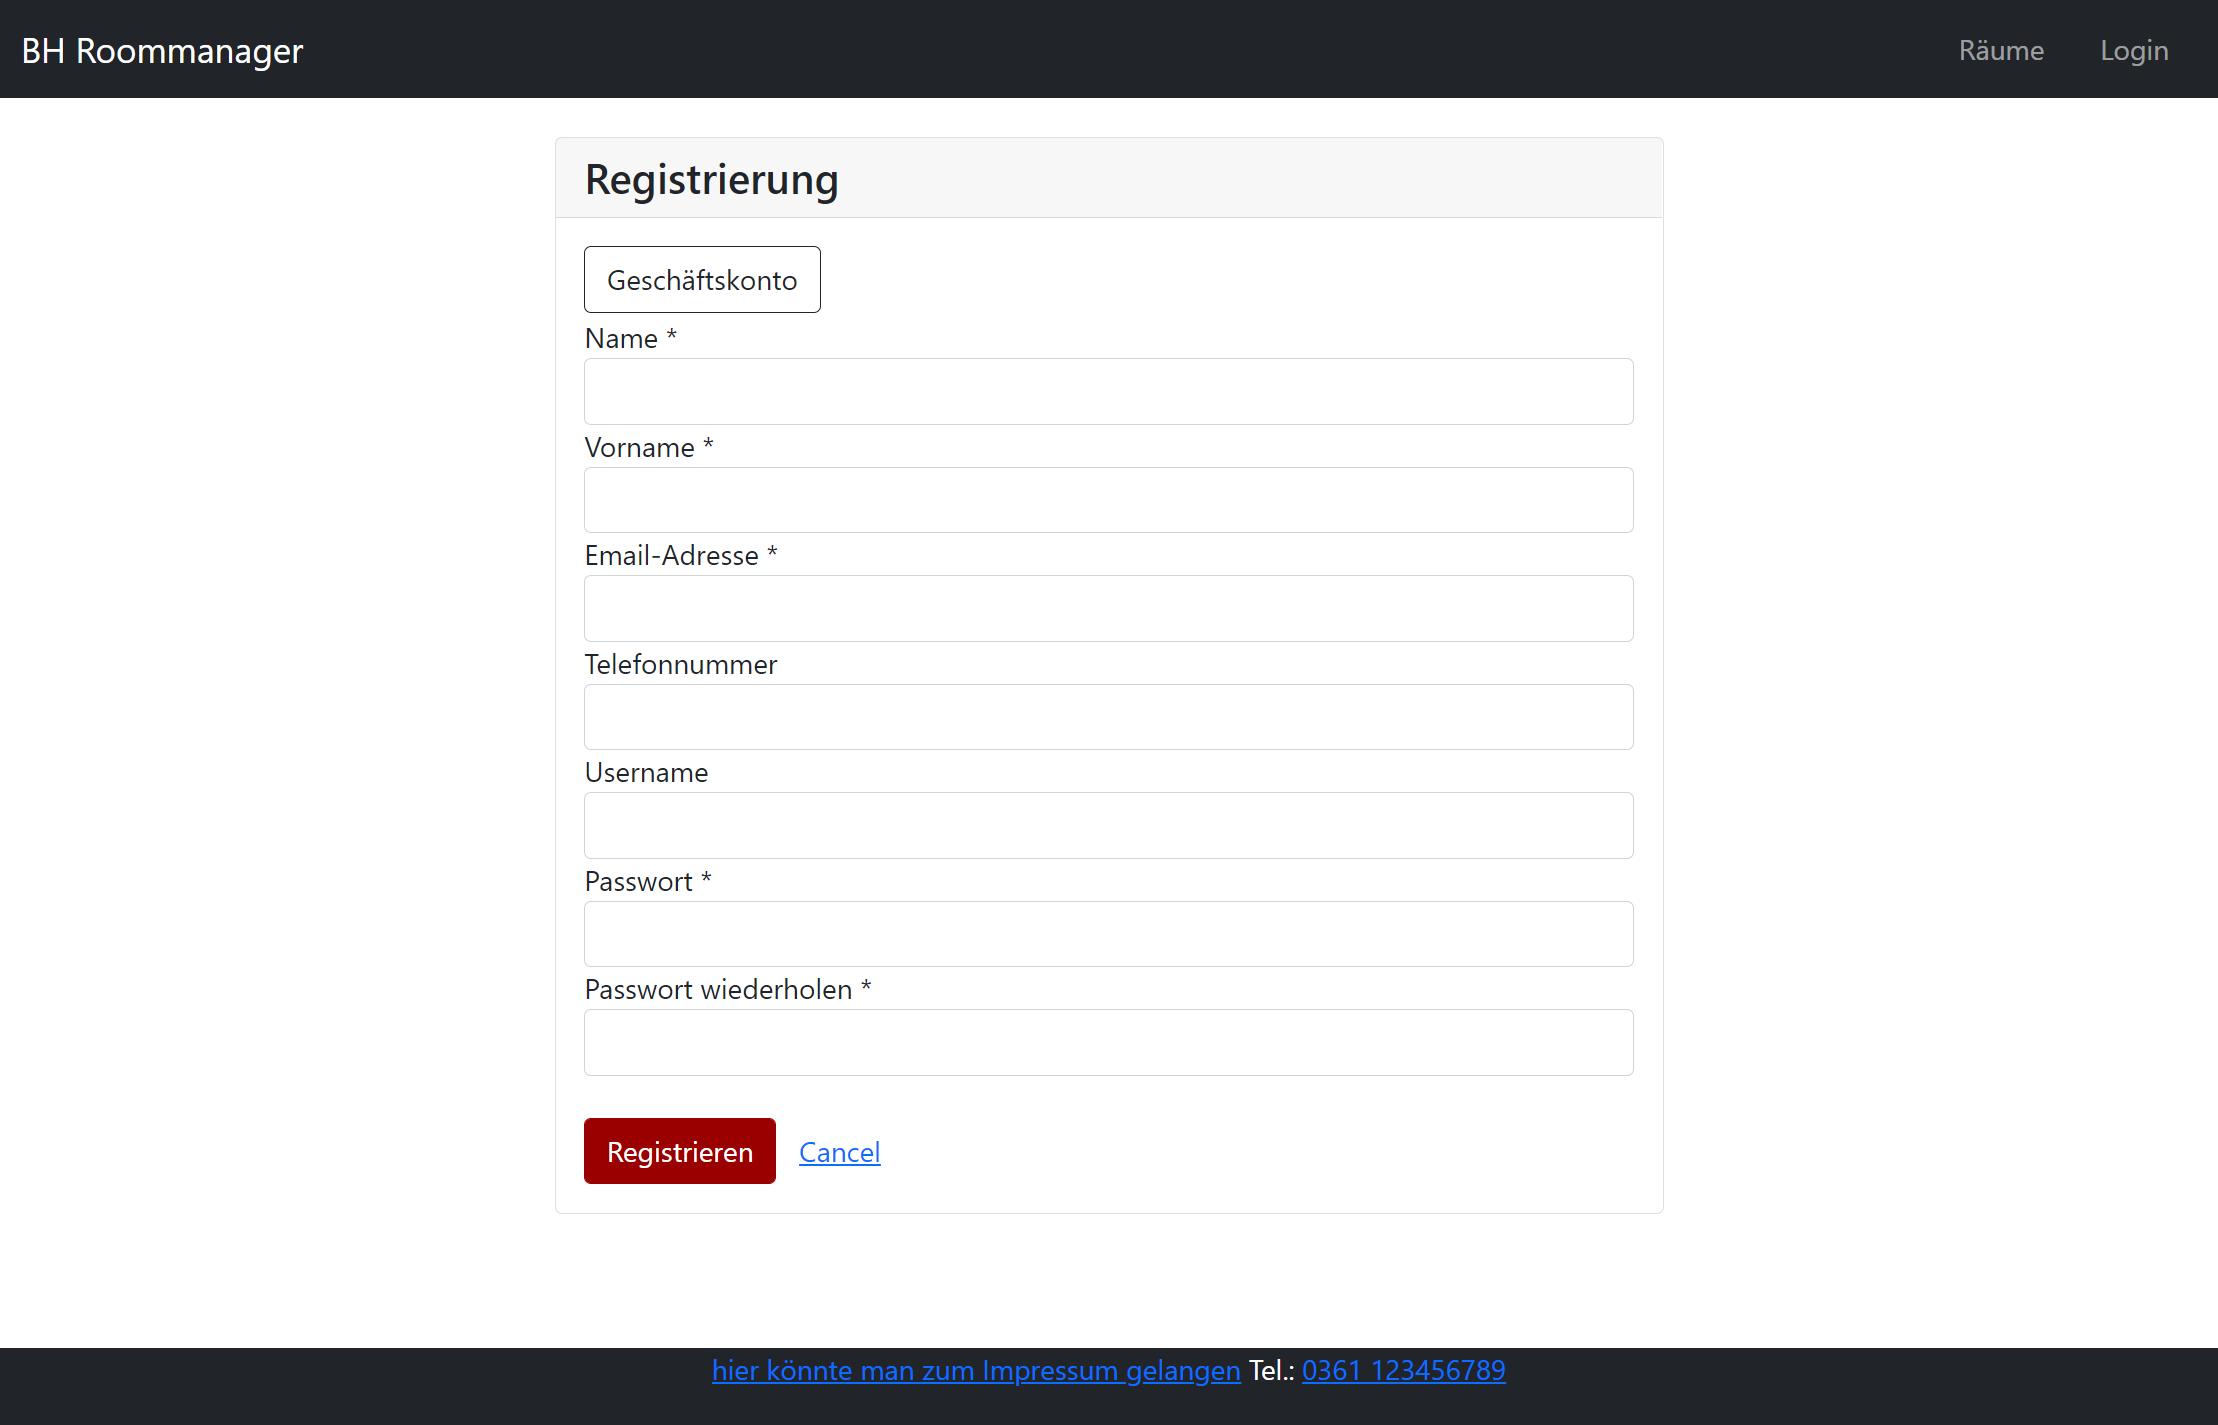 BH Roommanager Räume Login
Registrierung
Geschäftskonto
Name *
Vorname *
Email-Adresse *
Telefonnummer
Username
Passwort *
Passwort wiederholen *
Registrieren Cancel
hier könnte man zum Impressum gelangen Tel.: 0361 123456789